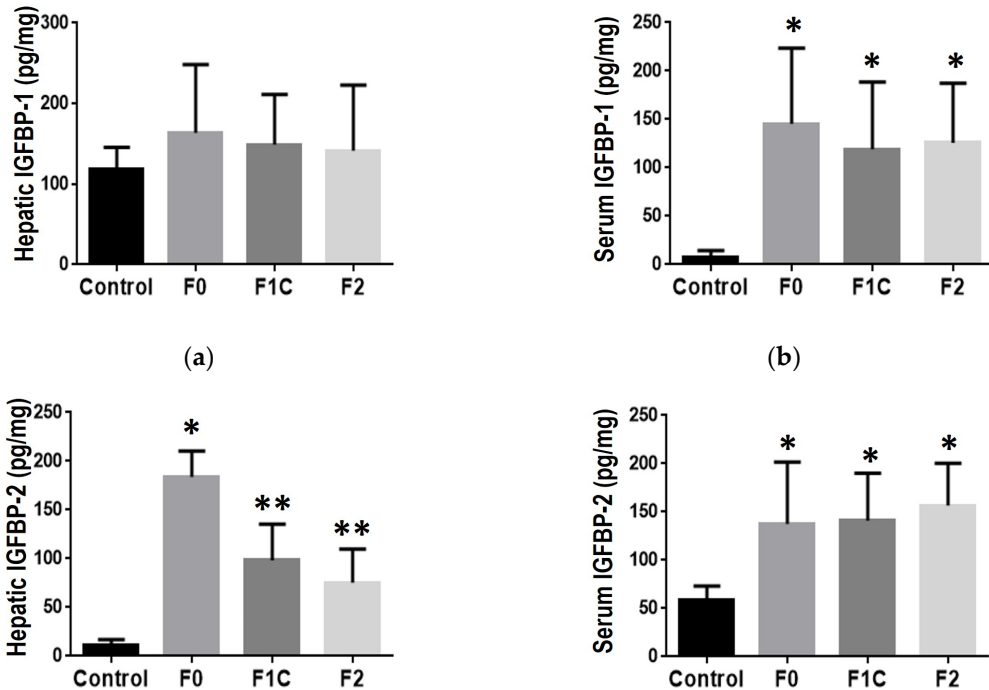 Hepatic IGFBP-1 (pg/mg)
300
200
100
0
Control F0 F1C F2
(a)
Serum IGFBP-1 (pg/mg)
250
200
150
100
50
0
* * *
Control F0 F1C F2
(b)
Hepatic IGFBP-2 (pg/mg)
250
200
150
100
50
0
* ** **
Control F0 F1C F2
Serum IGFBP-2 (pg/mg)
250
200
150
100
50
0
* * *
Control F0 F1C F2